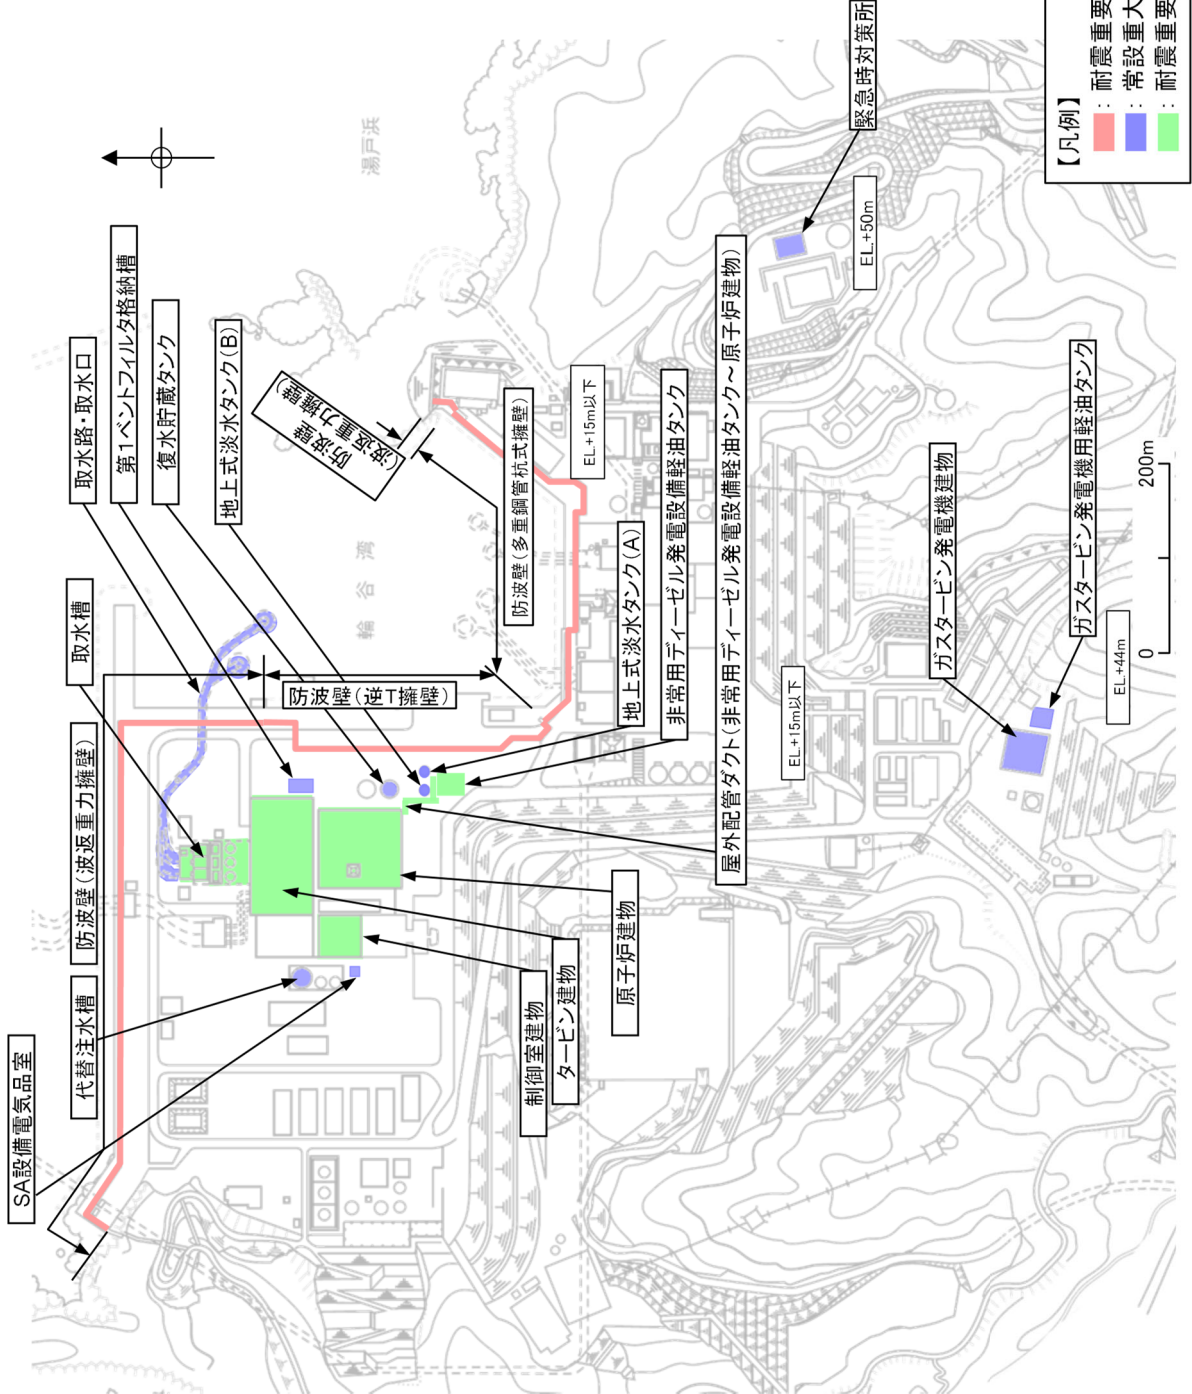 SA設備電気品室
代替注水槽
防波壁(波返重力擁壁)
取水槽
取水路・取水口
第1ベントフィルタ格納槽
復水貯蔵タンク
地上式淡水タンク(B)
防波壁
(波返重力擁壁)
防波壁(逆T擁壁)
防波壁(多重鋼管杭式擁壁)
輪谷湾
湯戸浜
EL.+15m以下
制御室建物
タービン建物
原子炉建物
地上式淡水タンク(A)
非常用ディーゼル発電設備軽油タンク
屋外配管ダクト(非常用ディーゼル発電設備軽油タンク～原子炉建物)
EL.+15m以下
緊急時対策所
EL.+50m
ガスタービン発電機建物
ガスタービン発電機用軽油タンク
EL.+44m
0
200m
【凡例】
：耐震重要
：常設重大
：耐震重要